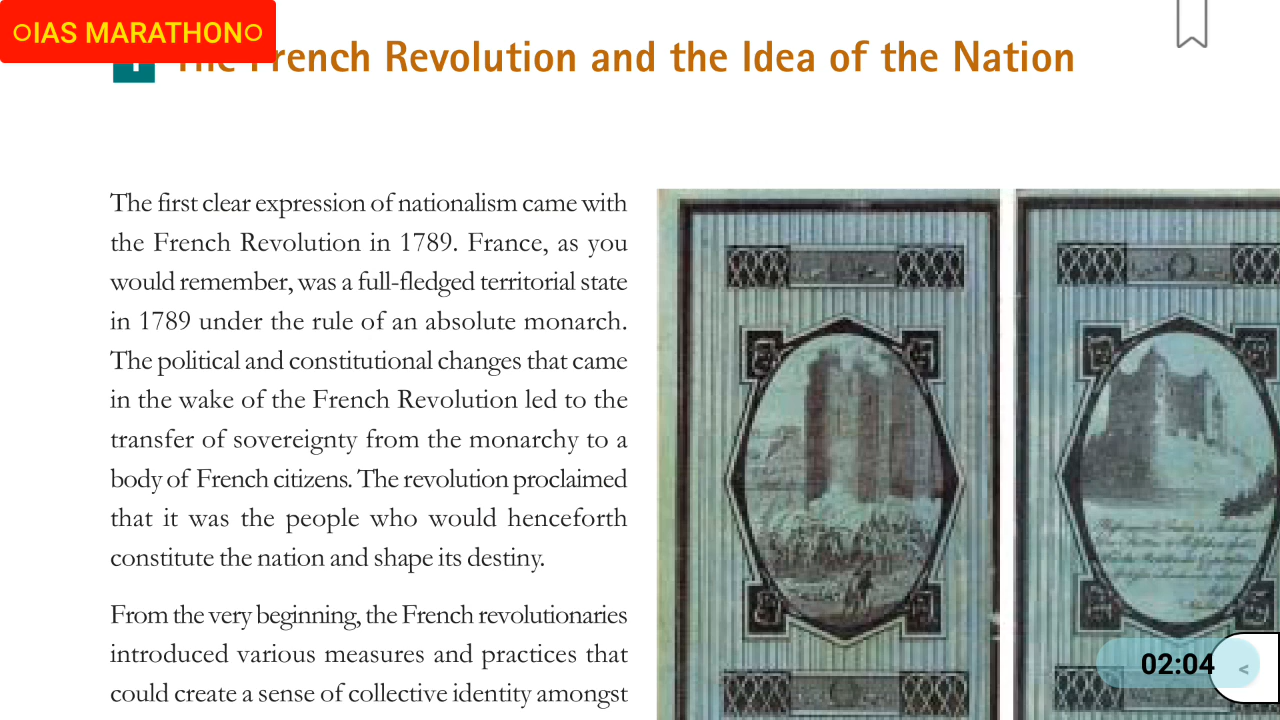 ○IAS MARATHON○
The French Revolution and the Idea of the Nation
The first clear expression of nationalism came with
the French Revolution in 1789. France, as you
would remember, was a full-fledged territorial state
in 1789 under the rule of an absolute monarch.
The political and constitutional changes that came
in the wake of the French Revolution led to the
transfer of sovereignty from the monarchy to a
body of French citizens. The revolution proclaimed
that it was the people who would henceforth
constitute the nation and shape its destiny.
From the very beginning, the French revolutionaries
introduced various measures and practices that
could create a sense of collective identity amongst
02:04
<